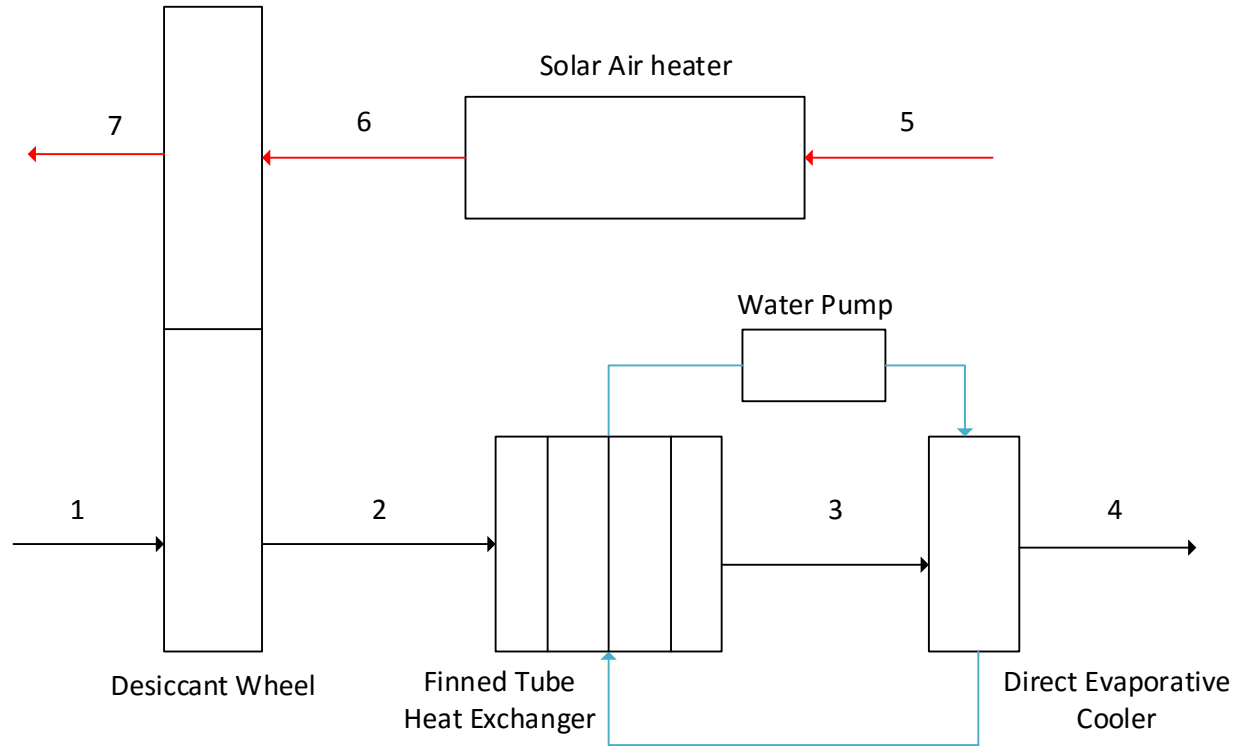 Solar Air heater
7
6
5
Water Pump
1
2
3
4
Desiccant Wheel
Finned Tube
Heat Exchanger
Direct Evaporative
Cooler